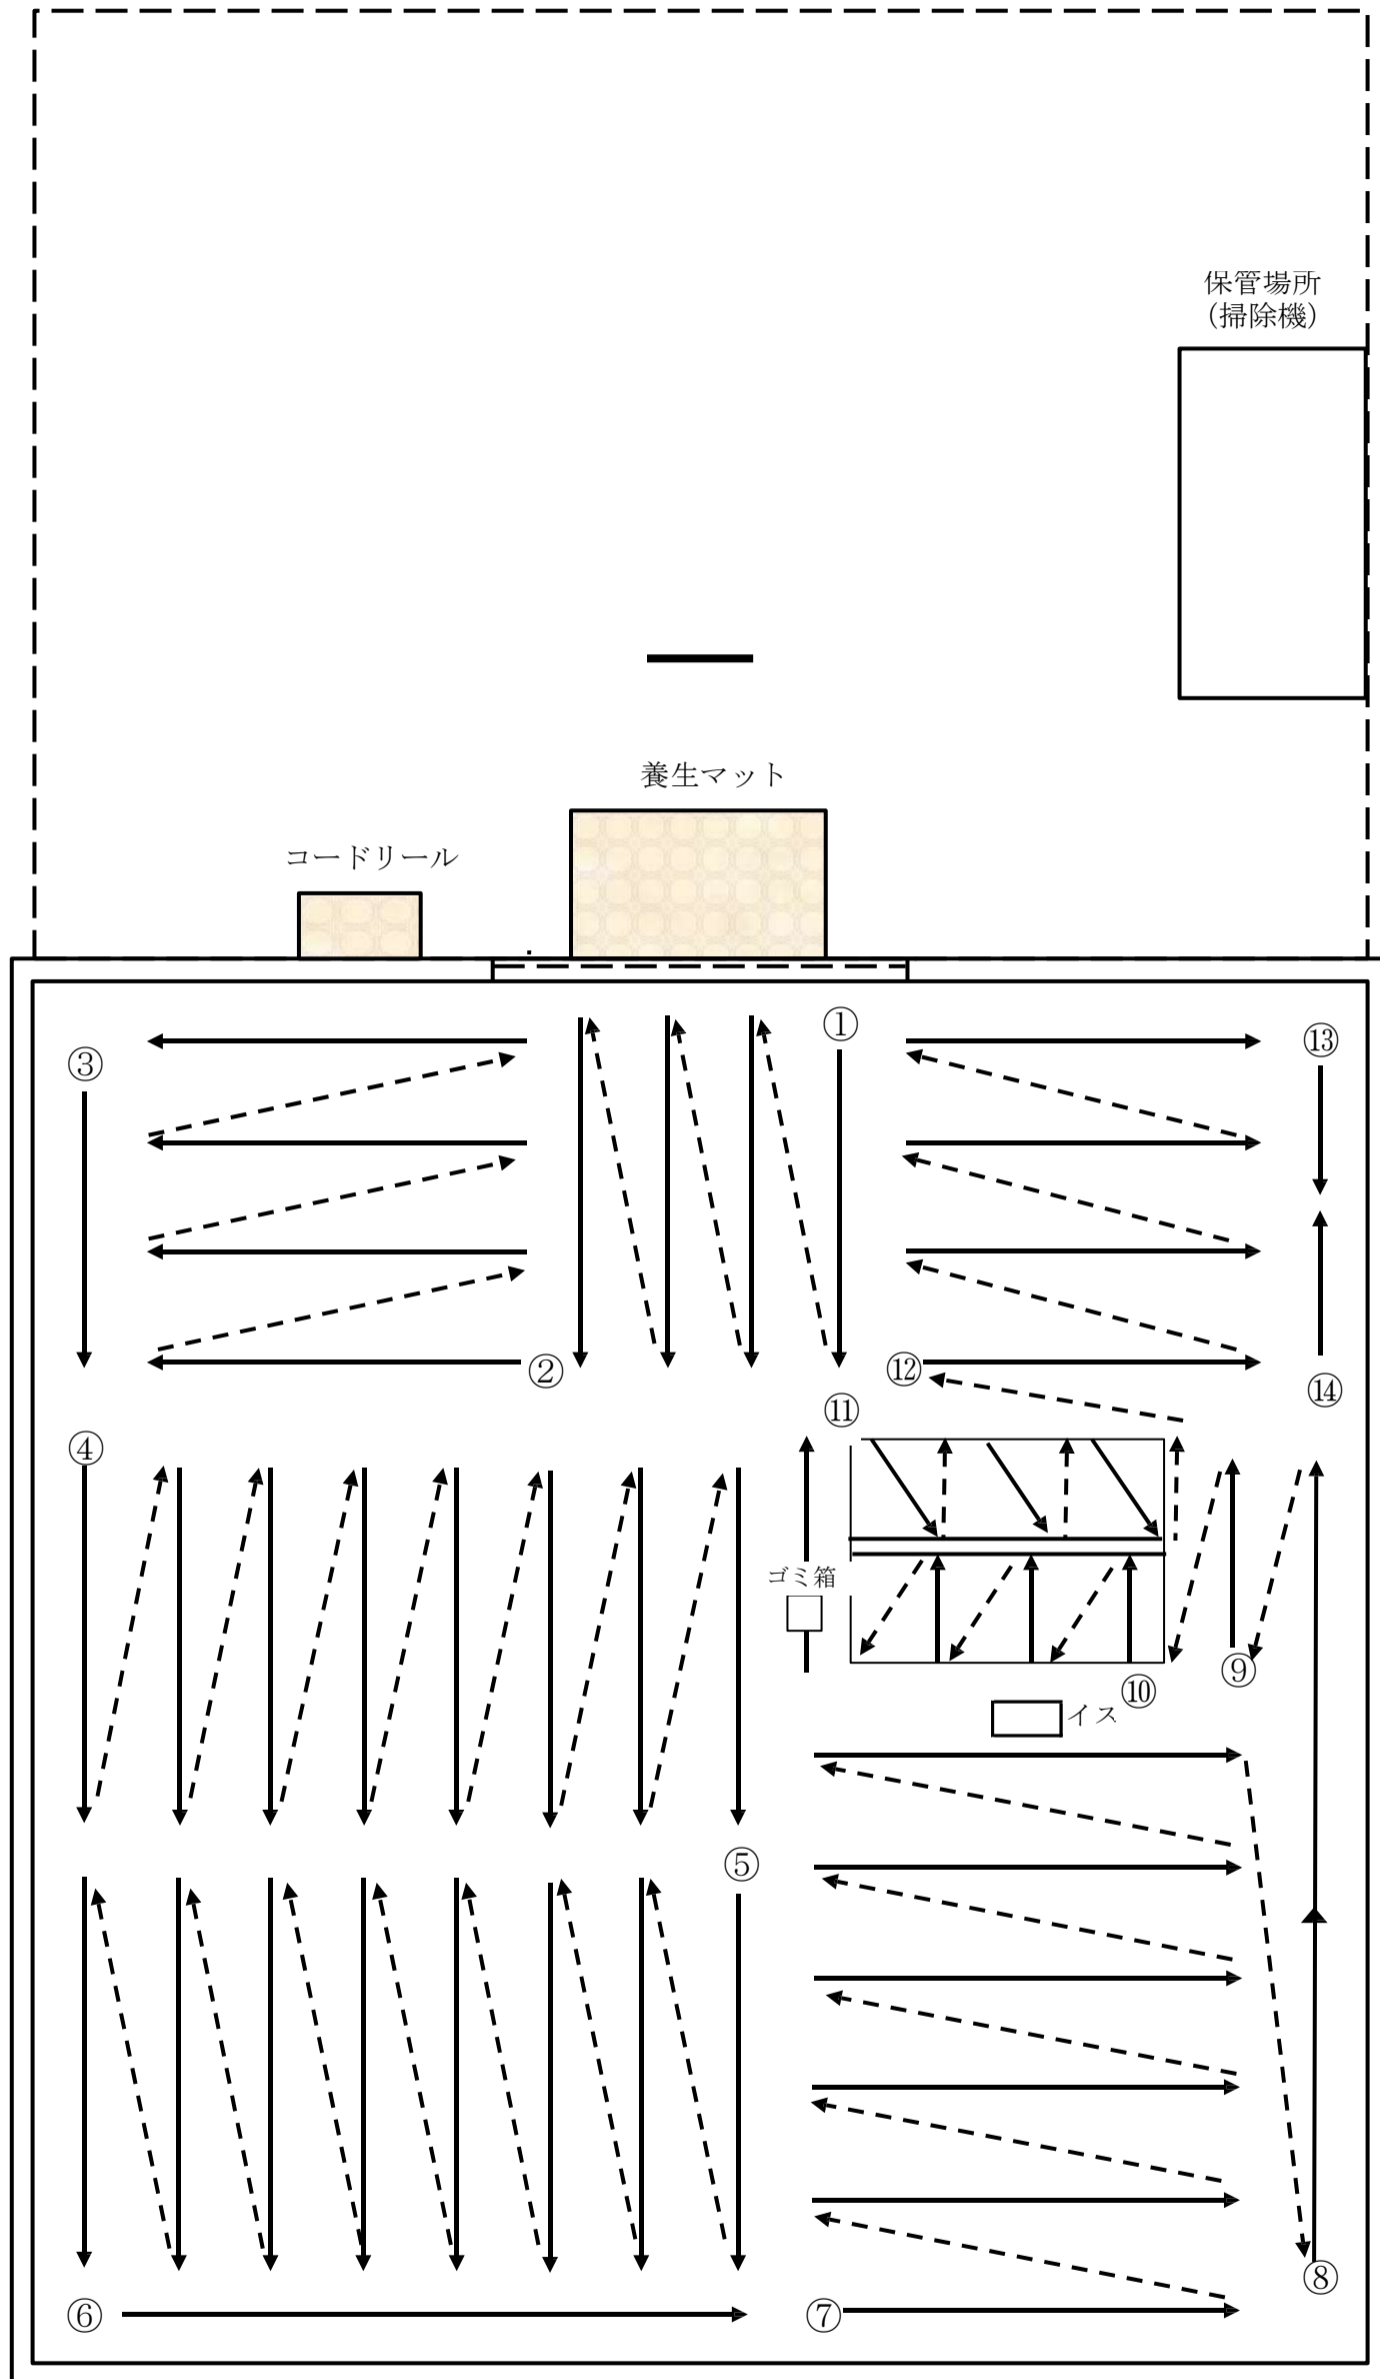 保管場所
(掃除機)
養生マット
コードリール
①
③
⑬
②
⑫
⑪
⑭
④
ゴミ箱
⑨
⑩
イス
⑤
⑧
⑥
⑦